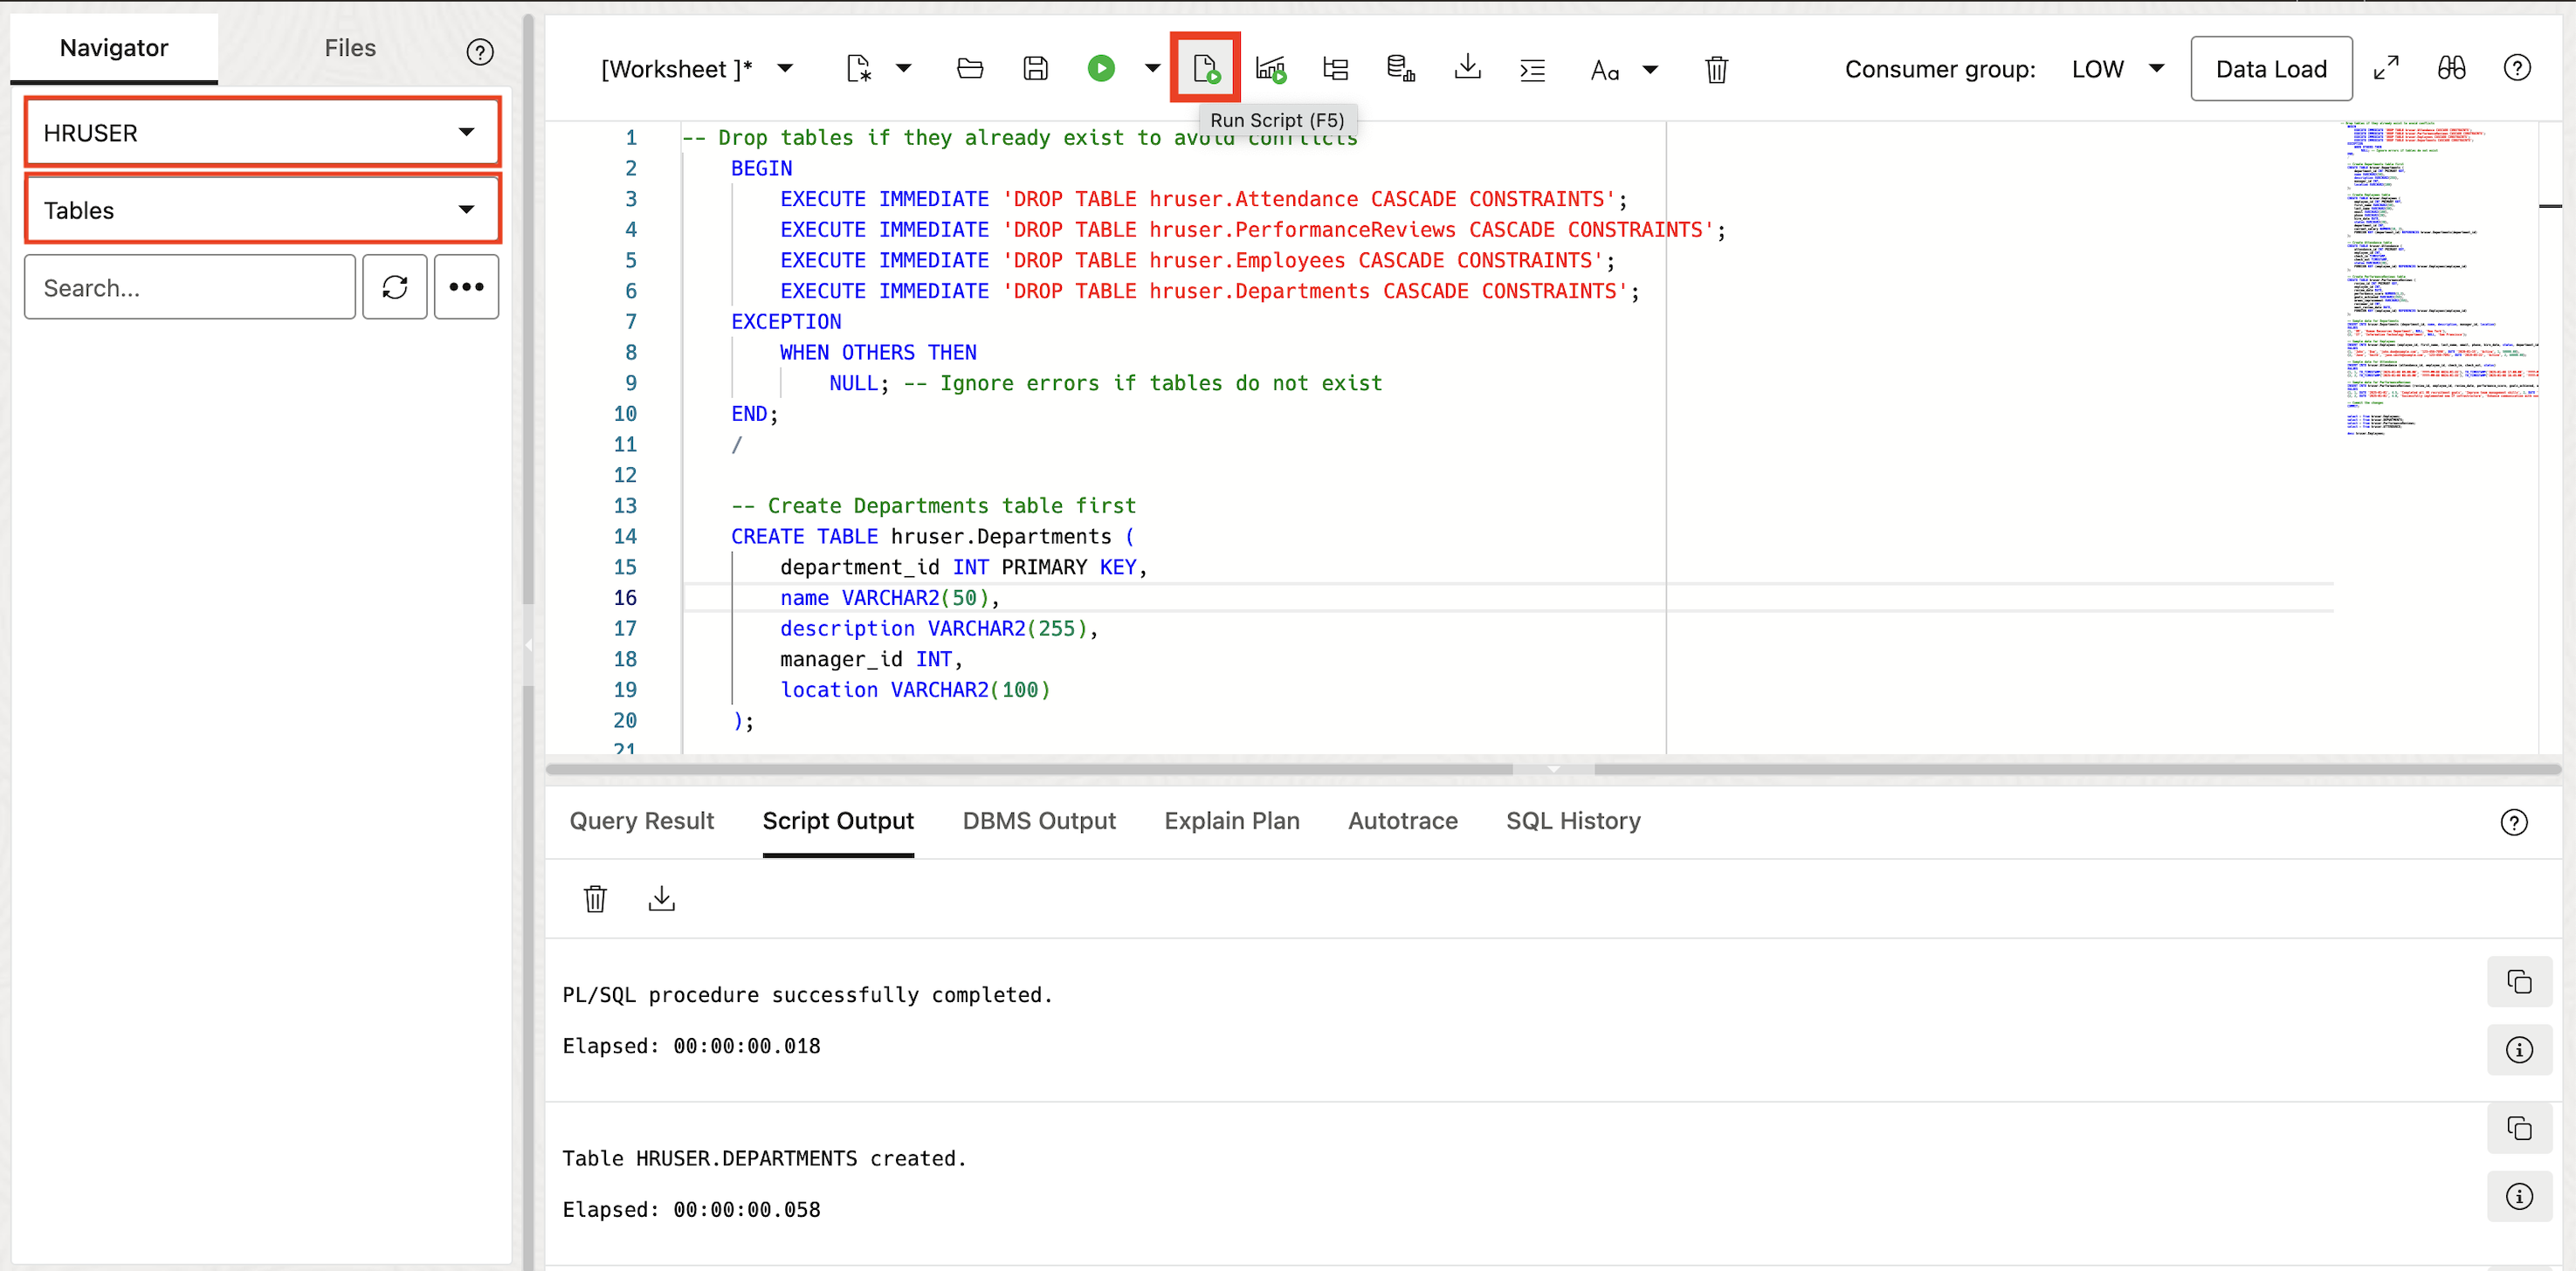 Navigator
Files
HRUSER
Tables
Search...
[Worksheet ]*
Aa
Consumer group:
LOW
Data Load
Run Script (F5)
1 -- Drop tables if they already exist to avoid conflicts
2 BEGIN
3 EXECUTE IMMEDIATE 'DROP TABLE hruser.Attendance CASCADE CONSTRAINTS';
4 EXECUTE IMMEDIATE 'DROP TABLE hruser.PerformanceReviews CASCADE CONSTRAINTS';
5 EXECUTE IMMEDIATE 'DROP TABLE hruser.Employees CASCADE CONSTRAINTS';
6 EXECUTE IMMEDIATE 'DROP TABLE hruser.Departments CASCADE CONSTRAINTS';
7 EXCEPTION
8 WHEN OTHERS THEN
9 NULL; -- Ignore errors if tables do not exist
10 END;
11 /
12
13 -- Create Departments table first
14 CREATE TABLE hruser.Departments (
15 department_id INT PRIMARY KEY,
16 name VARCHAR2(50),
17 description VARCHAR2(255),
18 manager_id INT,
19 location VARCHAR2(100)
20 );
21
Query Result
Script Output
DBMS Output
Explain Plan
Autotrace
SQL History
PL/SQL procedure successfully completed.
Elapsed: 00:00:00.018
Table HRUSER.DEPARTMENTS created.
Elapsed: 00:00:00.058